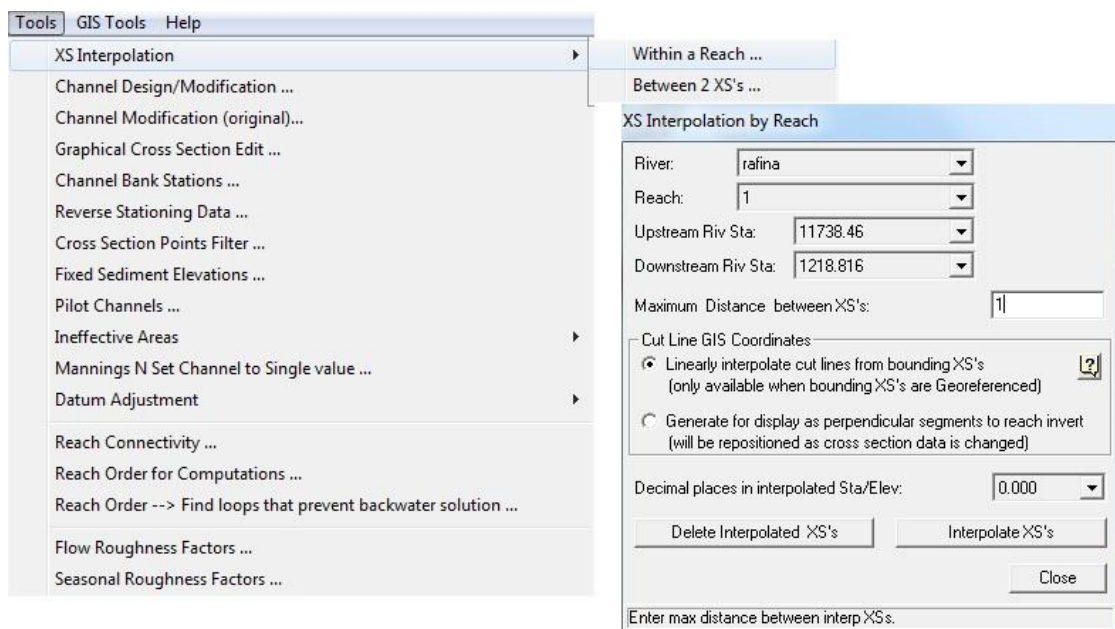 Tools GIS Tools Help
XS Interpolation
Channel Design/Modification ...
Channel Modification (original)...
Graphical Cross Section Edit ...
Channel Bank Stations ...
Reverse Stationing Data ...
Cross Section Points Filter ...
Fixed Sediment Elevations ...
Pilot Channels ...
Ineffective Areas
Mannings N Set Channel to Single value ...
Datum Adjustment
Reach Connectivity ...
Reach Order for Computations ...
Reach Order --> Find loops that prevent backwater solution ...
Flow Roughness Factors ...
Seasonal Roughness Factors ...
Within a Reach ...
Between 2 XS's ...
XS Interpolation by Reach
River: rafina
Reach: 1
Upstream Riv Sta: 11738.46
Downstream Riv Sta: 1218.816
Maximum Distance between XS's: 1
Cut Line GIS Coordinates
Linearly interpolate cut lines from bounding XS's
(only available when bounding XS's are Georeferenced)
Generate for display as perpendicular segments to reach invert
(will be repositioned as cross section data is changed)
Decimal places in interpolated Sta/Elev: 0.000
Delete Interpolated XS's Interpolate XS's
Close
Enter max distance between interp XSs.